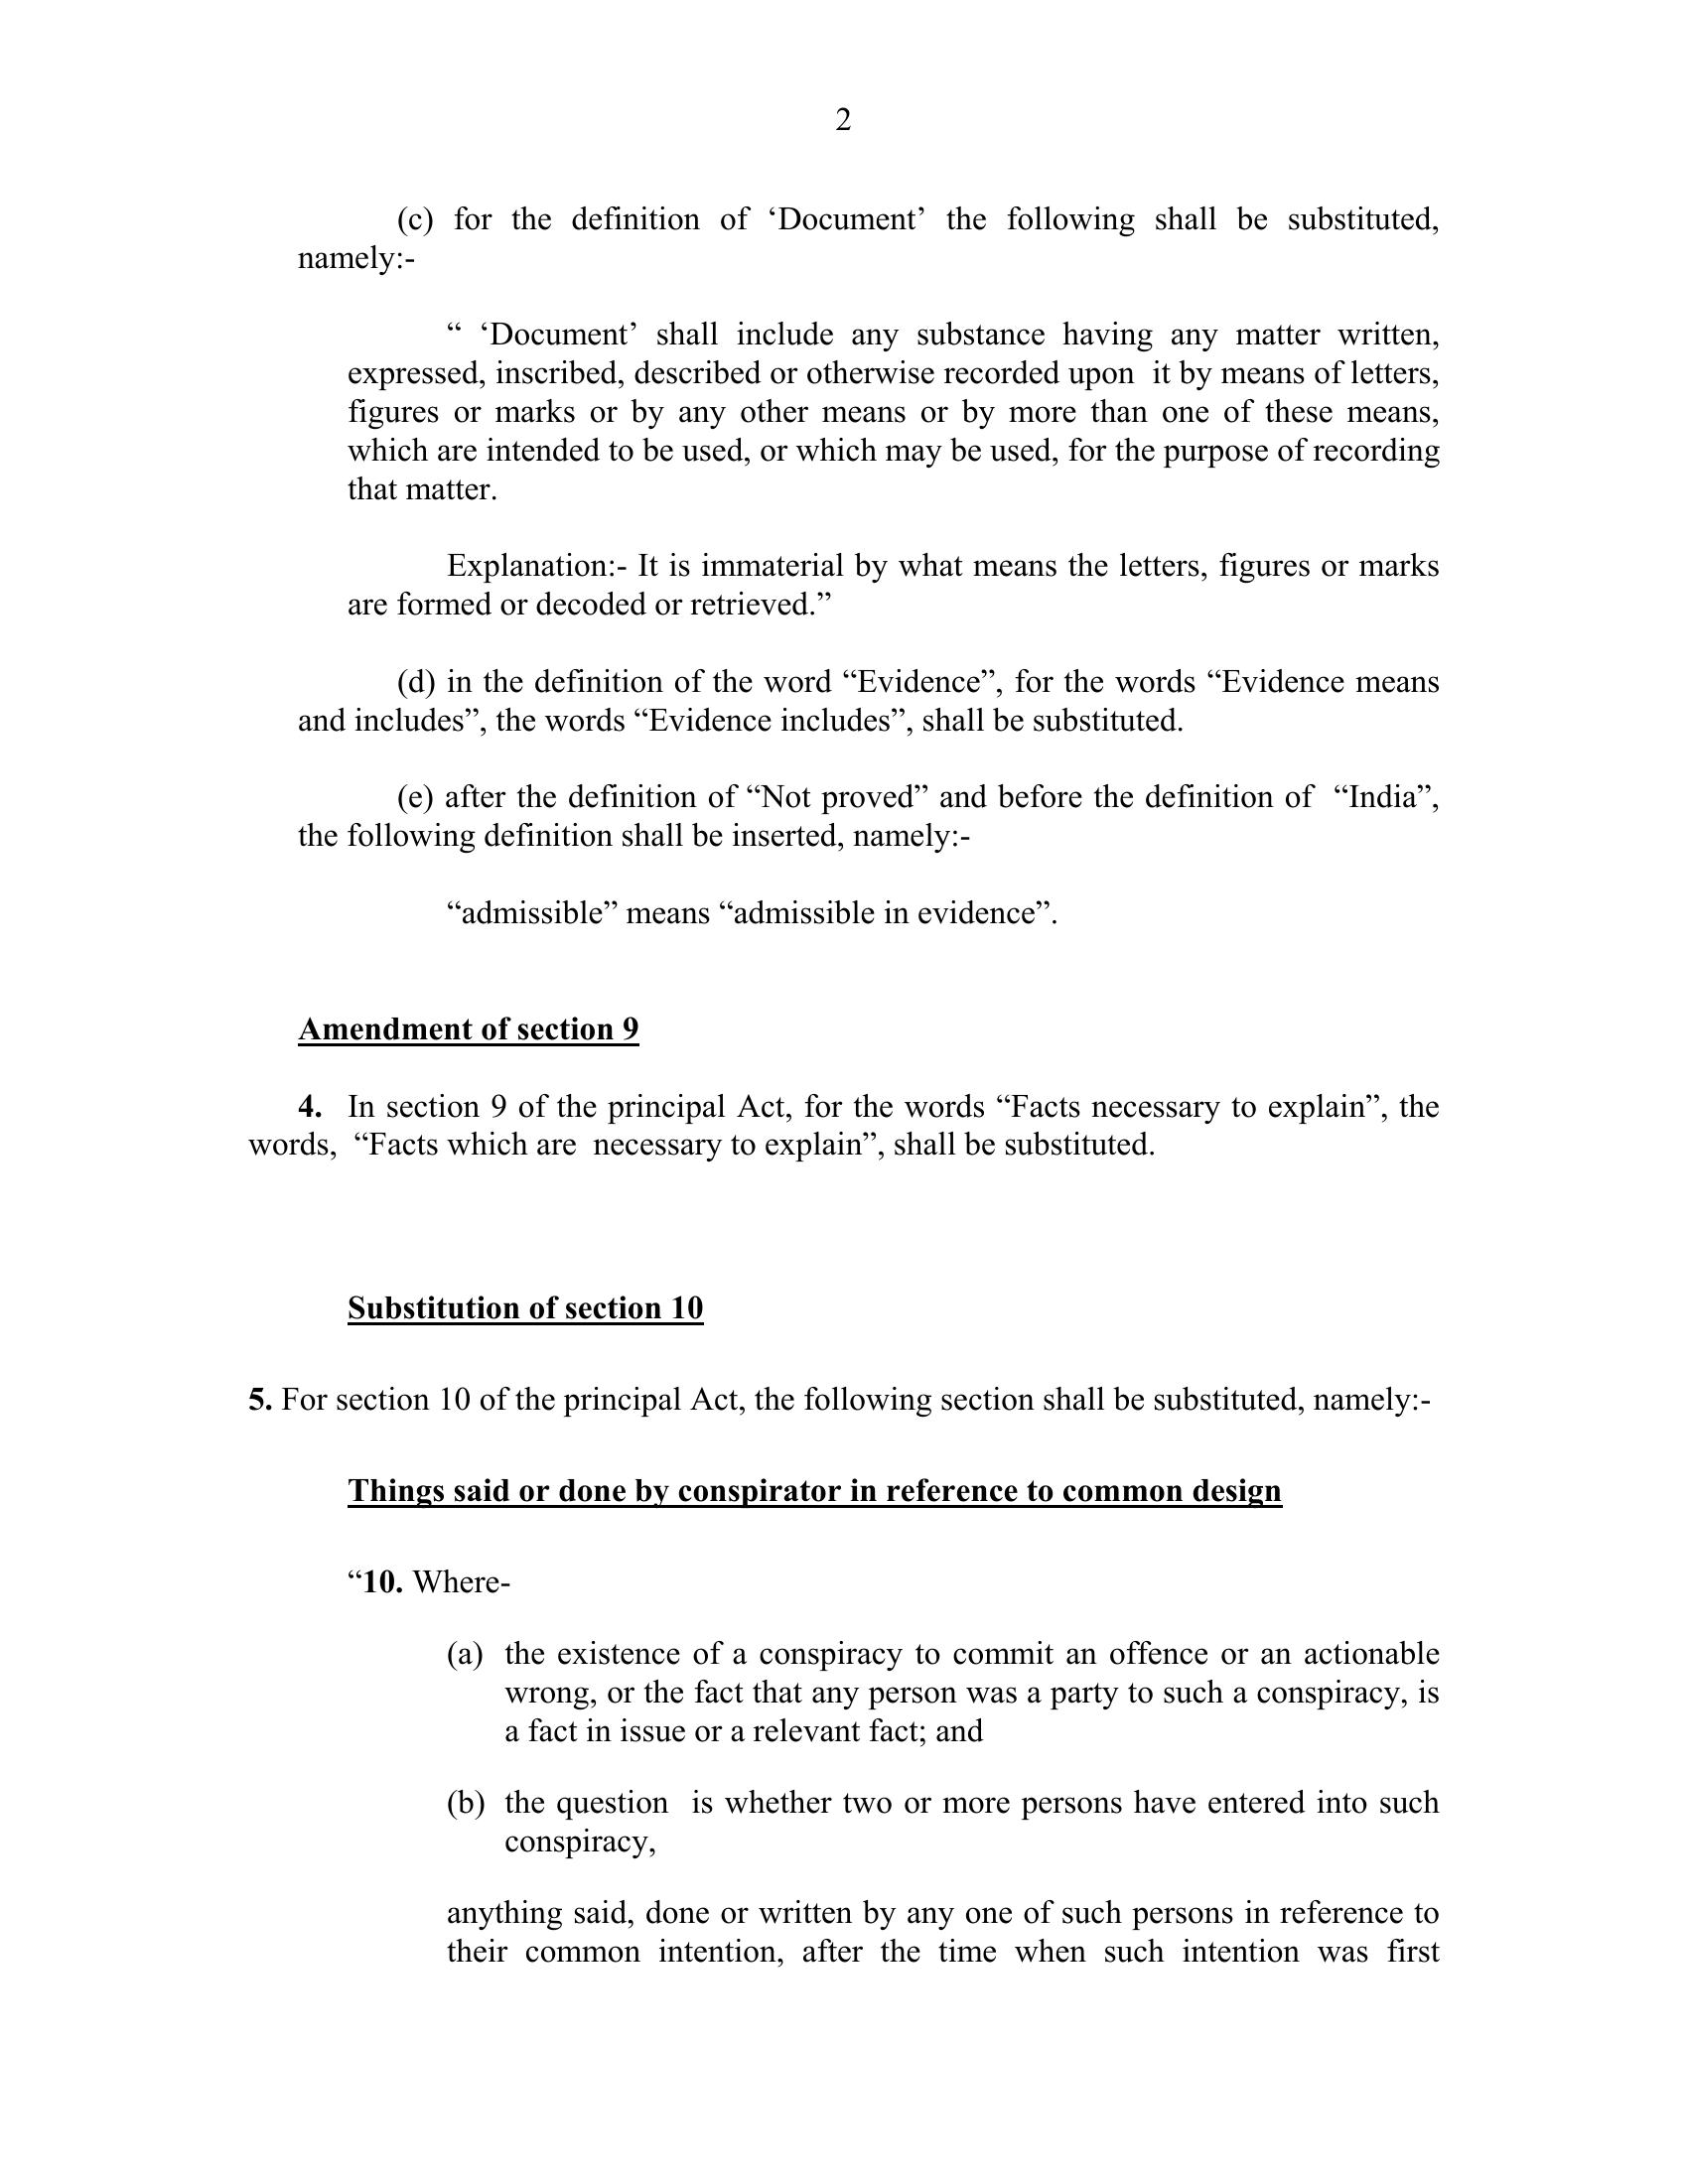 2
(c) for the definition of ‘Document’ the following shall be substituted,
namely:-
“ ‘Document’ shall include any substance having any matter written,
expressed, inscribed, described or otherwise recorded upon it by means of letters,
figures or marks or by any other means or by more than one of these means,
which are intended to be used, or which may be used, for the purpose of recording
that matter.
Explanation:- It is immaterial by what means the letters, figures or marks
are formed or decoded or retrieved.”
(d) in the definition of the word “Evidence”, for the words “Evidence means
and includes”, the words “Evidence includes”, shall be substituted.
(e) after the definition of “Not proved” and before the definition of “India”,
the following definition shall be inserted, namely:-
“admissible” means “admissible in evidence”.
Amendment of section 9
4. In section 9 of the principal Act, for the words “Facts necessary to explain”, the
words, “Facts which are necessary to explain”, shall be substituted.
Substitution of section 10
5. For section 10 of the principal Act, the following section shall be substituted, namely:-
Things said or done by conspirator in reference to common design
“10. Where-
(a) the existence of a conspiracy to commit an offence or an actionable
wrong, or the fact that any person was a party to such a conspiracy, is
a fact in issue or a relevant fact; and
(b) the question is whether two or more persons have entered into such
conspiracy,
anything said, done or written by any one of such persons in reference to
their common intention, after the time when such intention was first